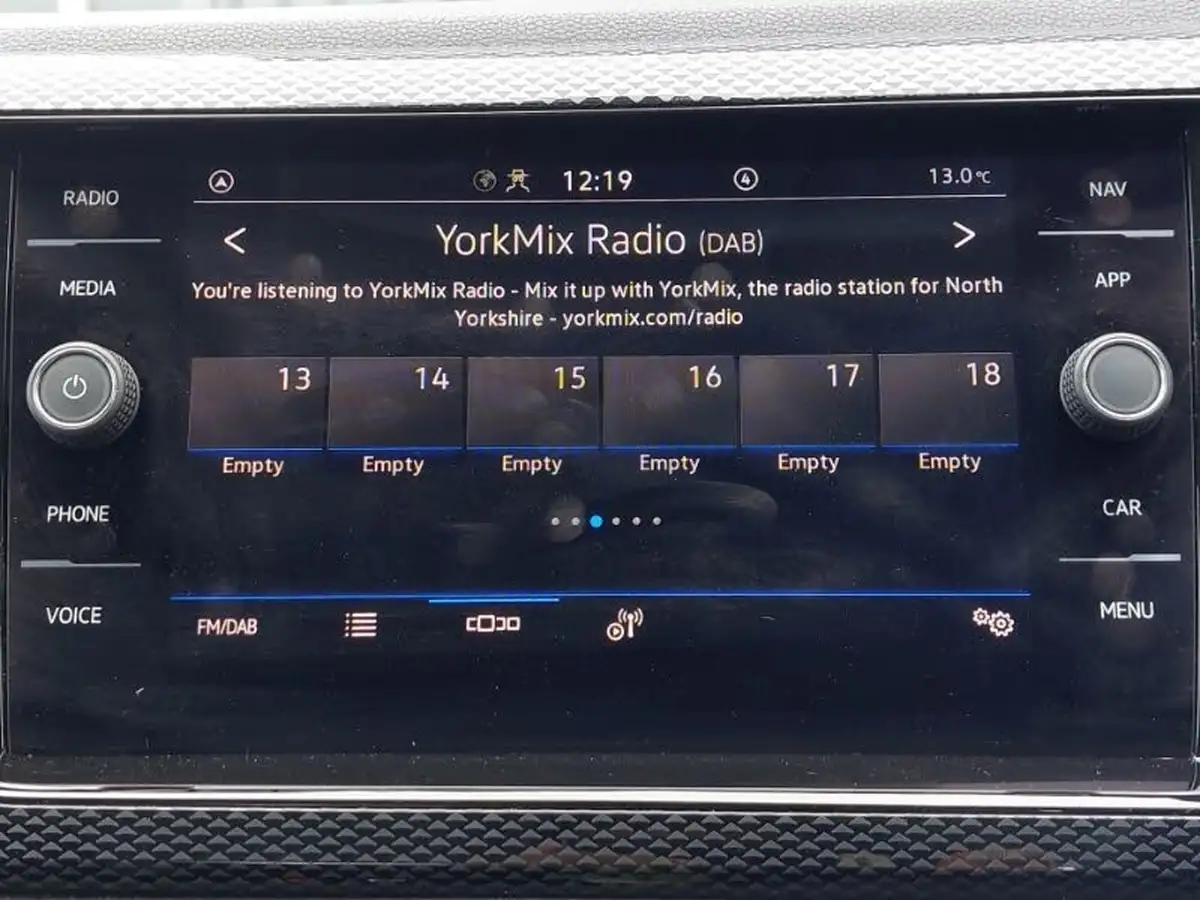 RADIO
MEDIA
PHONE
VOICE
12:19
4
13.0°C
< YorkMix Radio (DAB) >
You're listening to YorkMix Radio - Mix it up with YorkMix, the radio station for North
Yorkshire - yorkmix.com/radio
13 14 15 16 17 18
Empty Empty Empty Empty Empty Empty
FM/DAB
NAV
APP
CAR
MENU